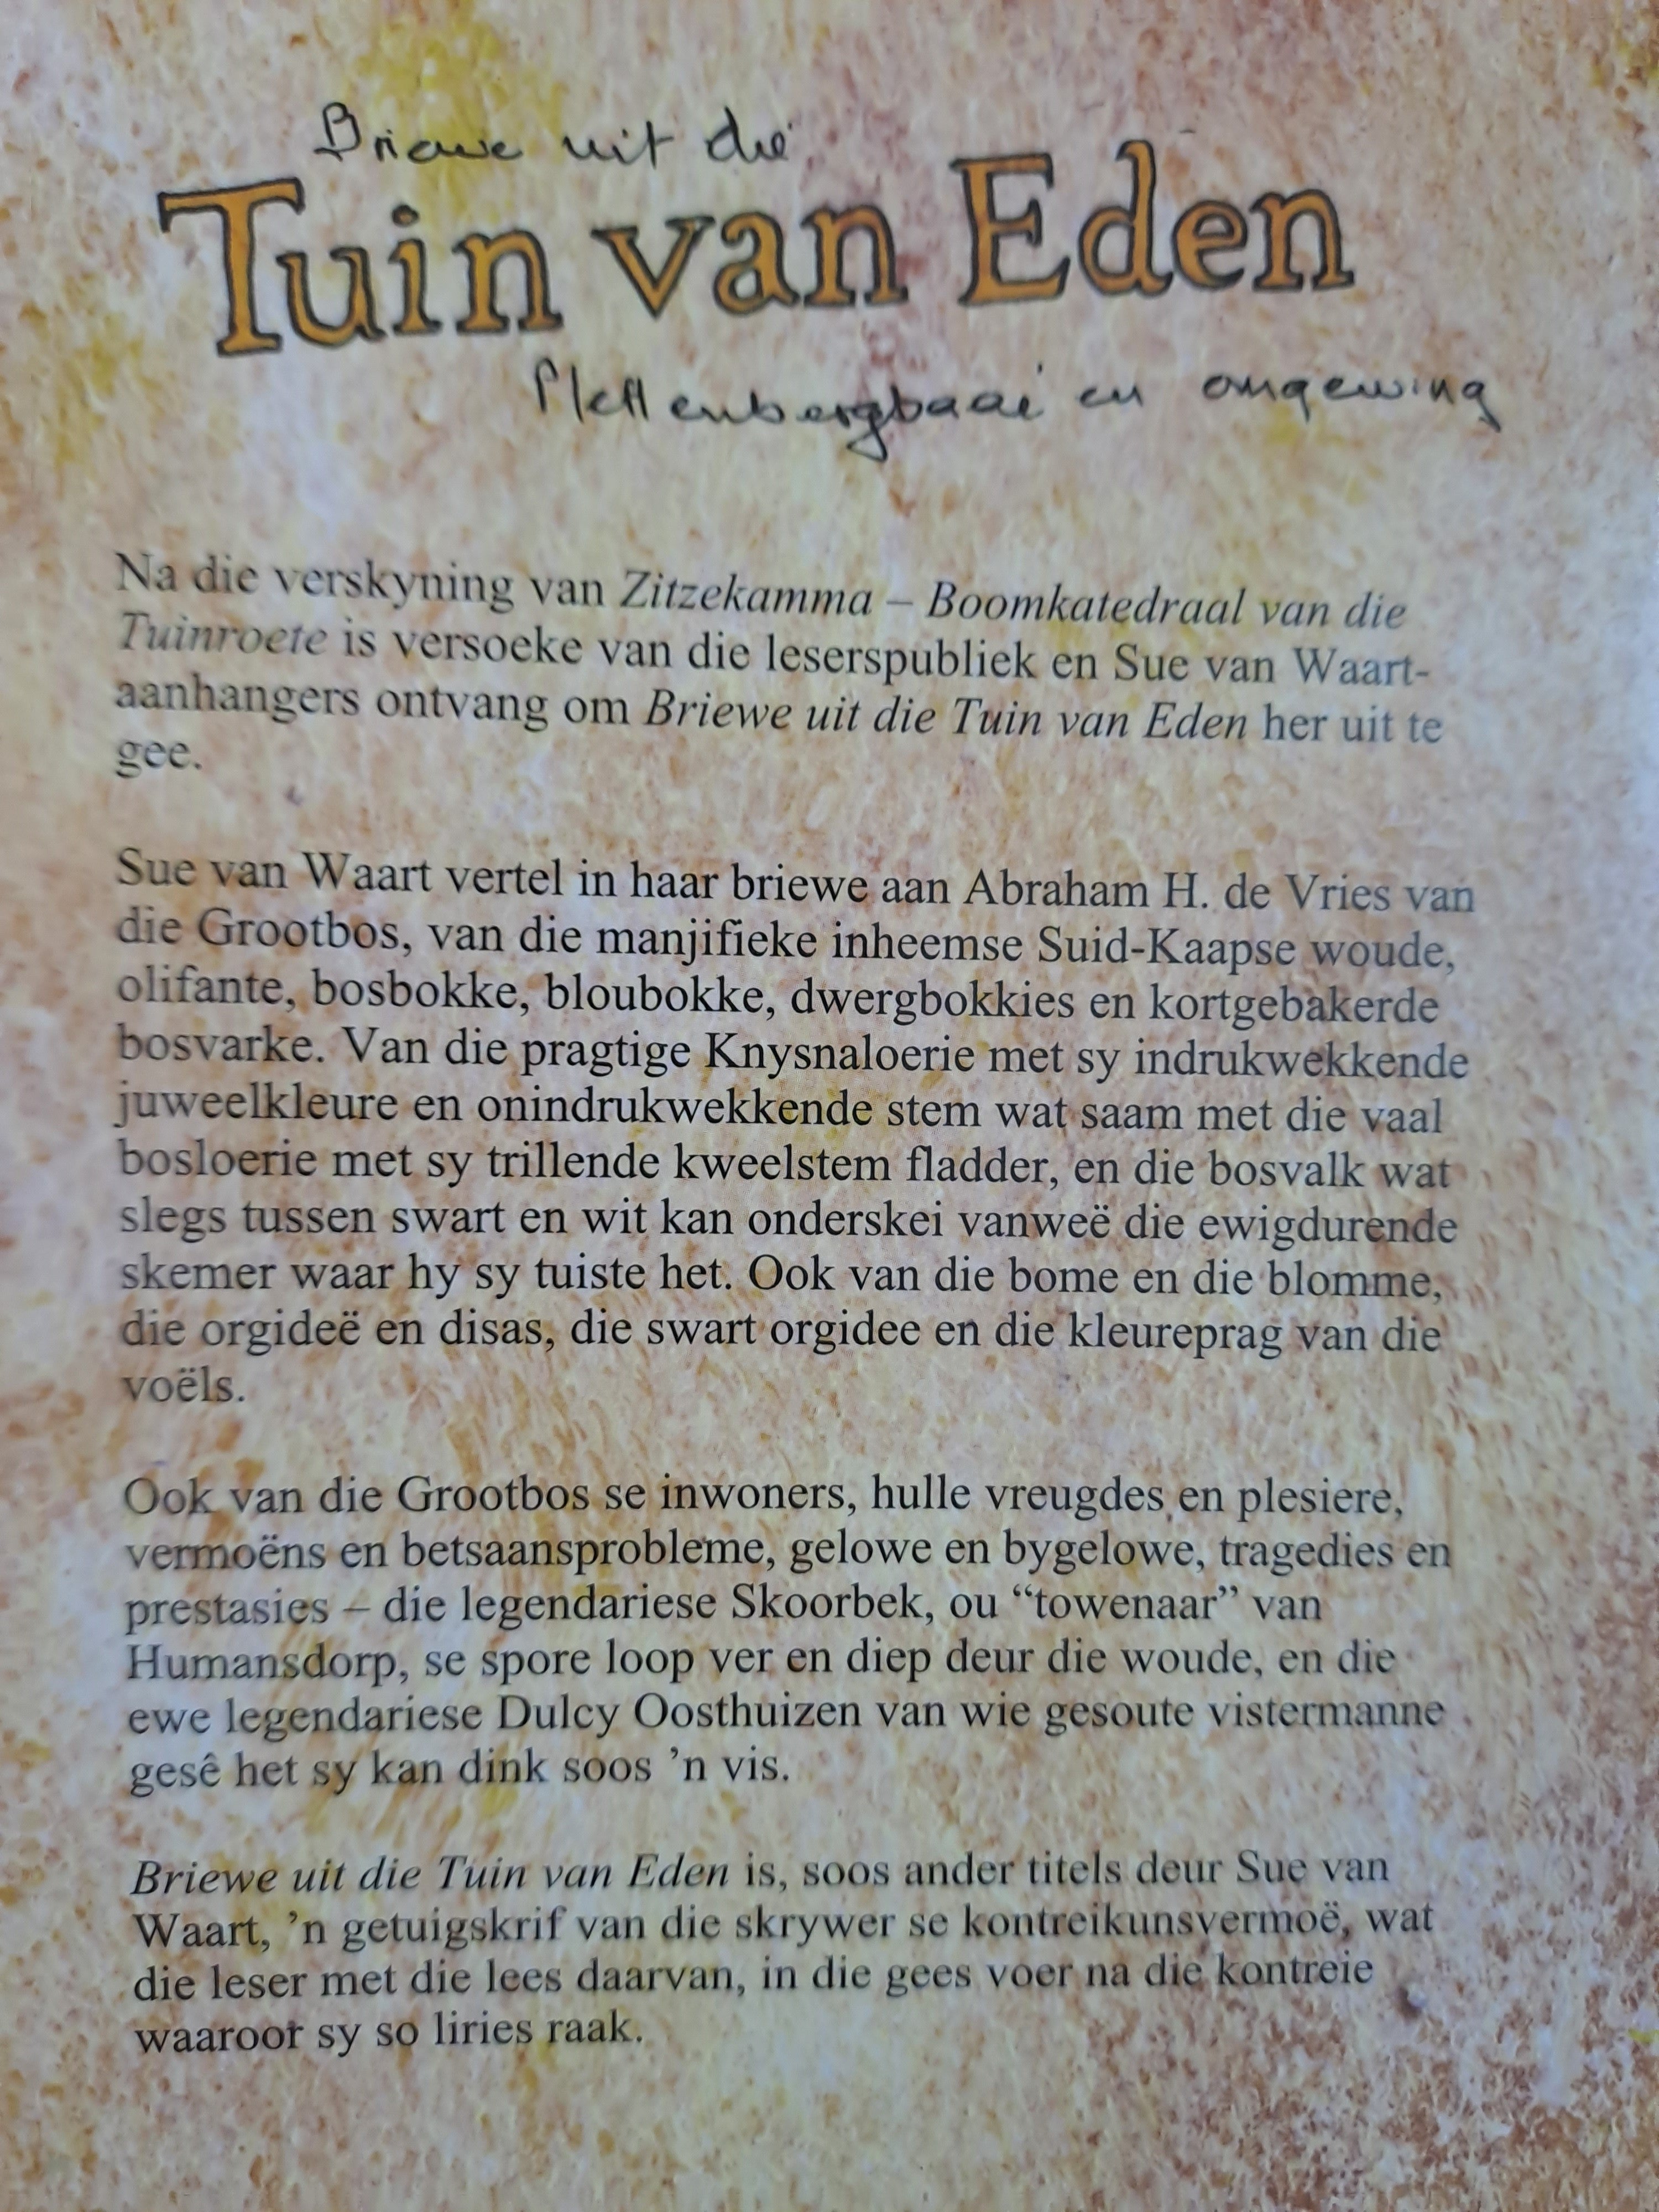 Briewe uit die
Tuin van Eden
Plettenbergbaai en omgewing
Na die verskyning van Zitzekamma – Boomkatedraal van die
Tuinroete is versoeke van die leserspubliek en Sue van Waart-
aanhangers ontvang om Briewe uit die Tuin van Eden her uit te
gee.
Sue van Waart vertel in haar briewe aan Abraham H. de Vries van
die Grootbos, van die manjifieke inheemse Suid-Kaapse woude,
olifante, bosbokke, bloubokke, dwergbokkies en kortgebakerde
bosvarke. Van die pragtige Knysnaloerie met sy indrukwekkende
juweelkleure en onindrukwekkende stem wat saam met die vaal
bosloerie met sy trillende kweelstem fladder, en die bosvalk wat
slegs tussen swart en wit kan onderskei vanweë die ewigdurende
skemer waar hy sy tuiste het. Ook van die bome en die blomme,
die orgideë en disas, die swart orgidee en die kleureprag van die
voëls.
Ook van die Grootbos se inwoners, hulle vreugdes en plesiere,
vermoëns en betsaansprobleme, gelowe en bygelowe, tragedies en
prestasies – die legendariese Skoorbek, ou “towenaar” van
Humansdorp, se spore loop ver en diep deur die woude, en die
ewe legendariese Dulcy Oosthuizen van wie gesoute vistermanne
gesê het sy kan dink soos ’n vis.
Briewe uit die Tuin van Eden is, soos ander titels deur Sue van
Waart, ’n getuigskrif van die skrywer se kontreikunsvermoë, wat
die leser met die lees daarvan, in die gees voer na die kontreie
waaroor sy so liries raak.